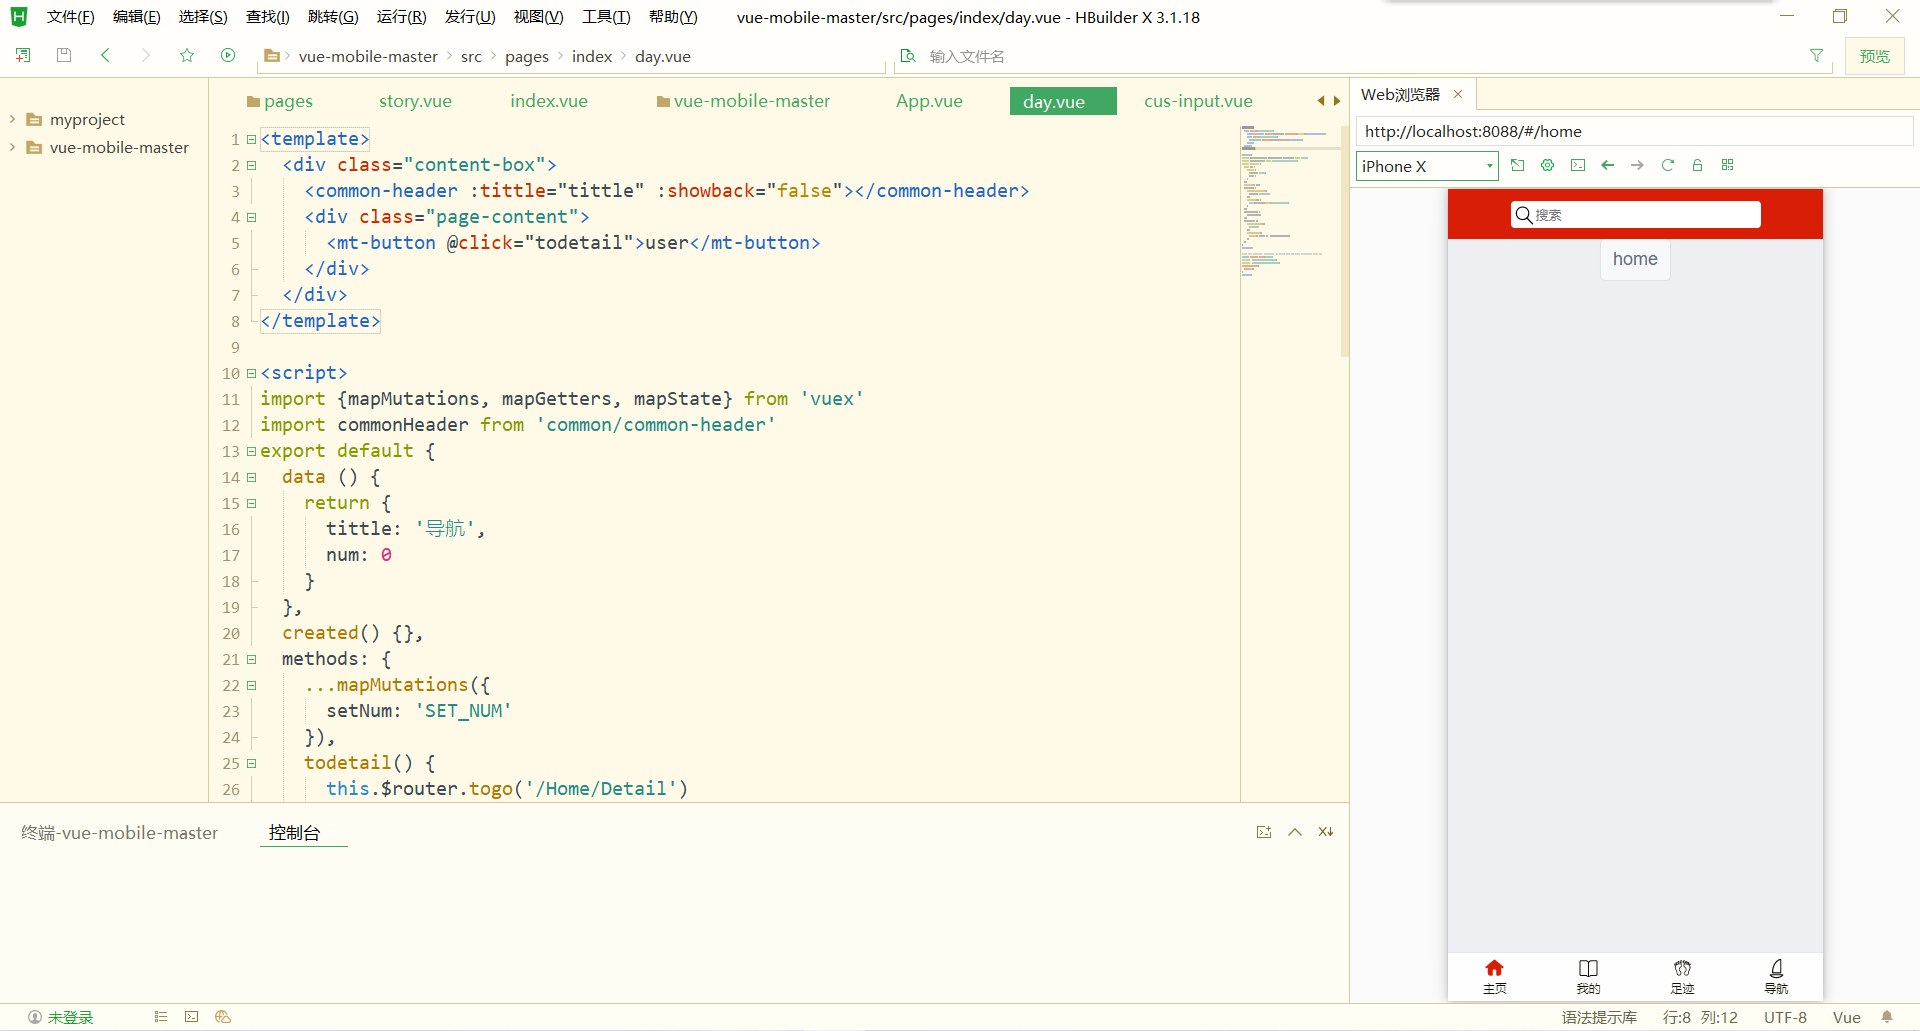 文件(F) 编辑(E) 选择(S) 查找(I) 跳转(G) 运行(R) 发行(U) 视图(V) 工具(T) 帮助(Y) vue-mobile-master/src/pages/index/day.vue - HBuilder X 3.1.18
vue-mobile-master src pages index day.vue 输入文件名 预览
myproject
vue-mobile-master
pages story.vue index.vue vue-mobile-master App.vue day.vue cus-input.vue
1 <template>
2 <div class="content-box">
3 <common-header :tittle="tittle" :showback="false"></common-header>
4 <div class="page-content">
5 <mt-button @click="todetail">user</mt-button>
6 </div>
7 </div>
8 </template>
9
10 <script>
11 import {mapMutations, mapGetters, mapState} from 'vuex'
12 import commonHeader from 'common/common-header'
13 export default {
14 data () {
15 return {
16 tittle: '导航',
17 num: 0
18 }
19 },
20 created() {},
21 methods: {
22 ...mapMutations({
23 setNum: 'SET_NUM'
24 }),
25 todetail() {
26 this.$router.togo('/Home/Detail')
Web浏览器
http://localhost:8088/#/home
iPhone X
搜索
home
主页 我的 足迹 导航
终端-vue-mobile-master 控制台
未登录 语法提示库 行:8 列:12 UTF-8 Vue